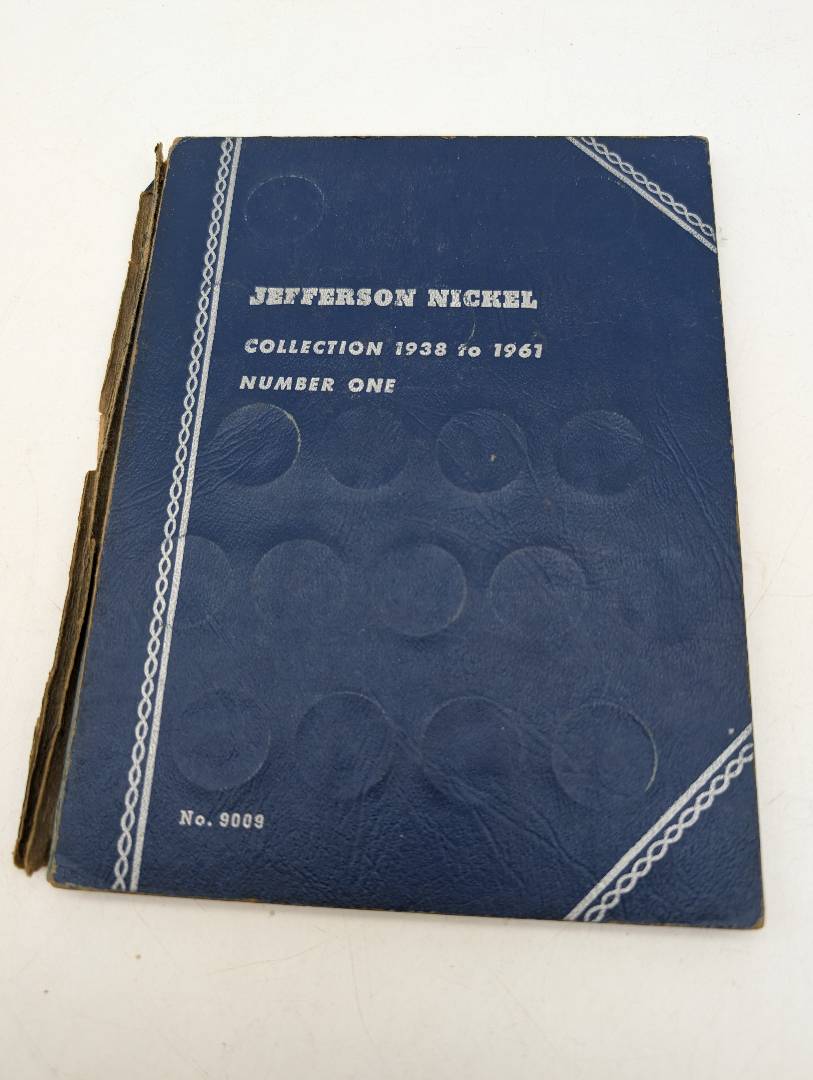 JEFFERSON NICKEL
COLLECTION 1938 to 1961
NUMBER ONE
No. 9009